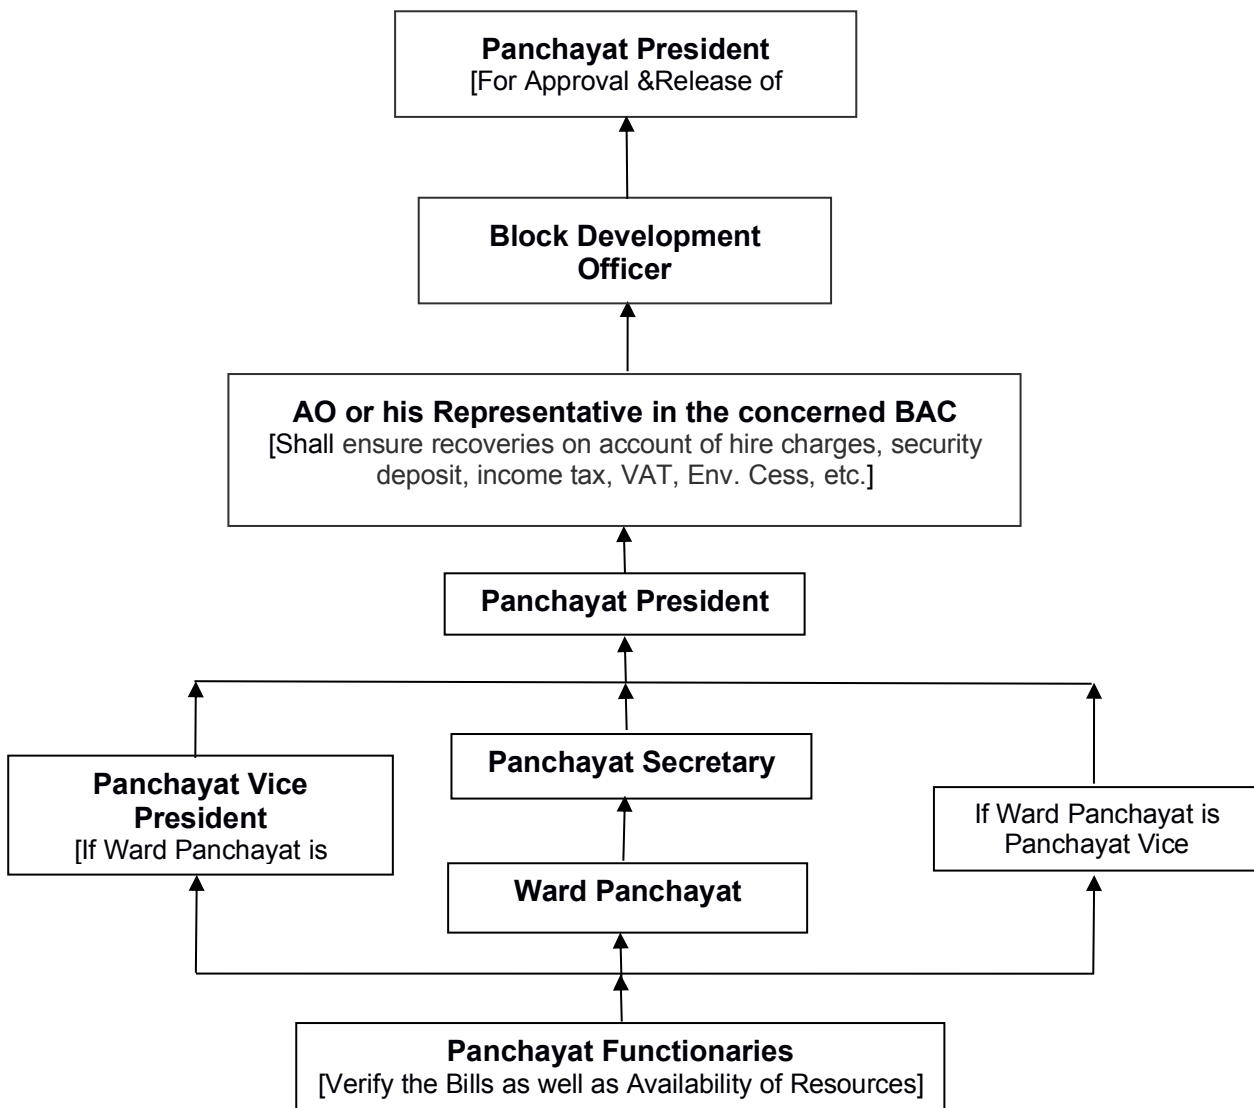 Panchayat President
[For Approval &Release of
Block Development
Officer
AO or his Representative in the concerned BAC
[Shall ensure recoveries on account of hire charges, security
deposit, income tax, VAT, Env. Cess, etc.]
Panchayat President
Panchayat Vice
President
[If Ward Panchayat is
Panchayat Secretary
If Ward Panchayat is
Panchayat Vice
Ward Panchayat
Panchayat Functionaries
[Verify the Bills as well as Availability of Resources]